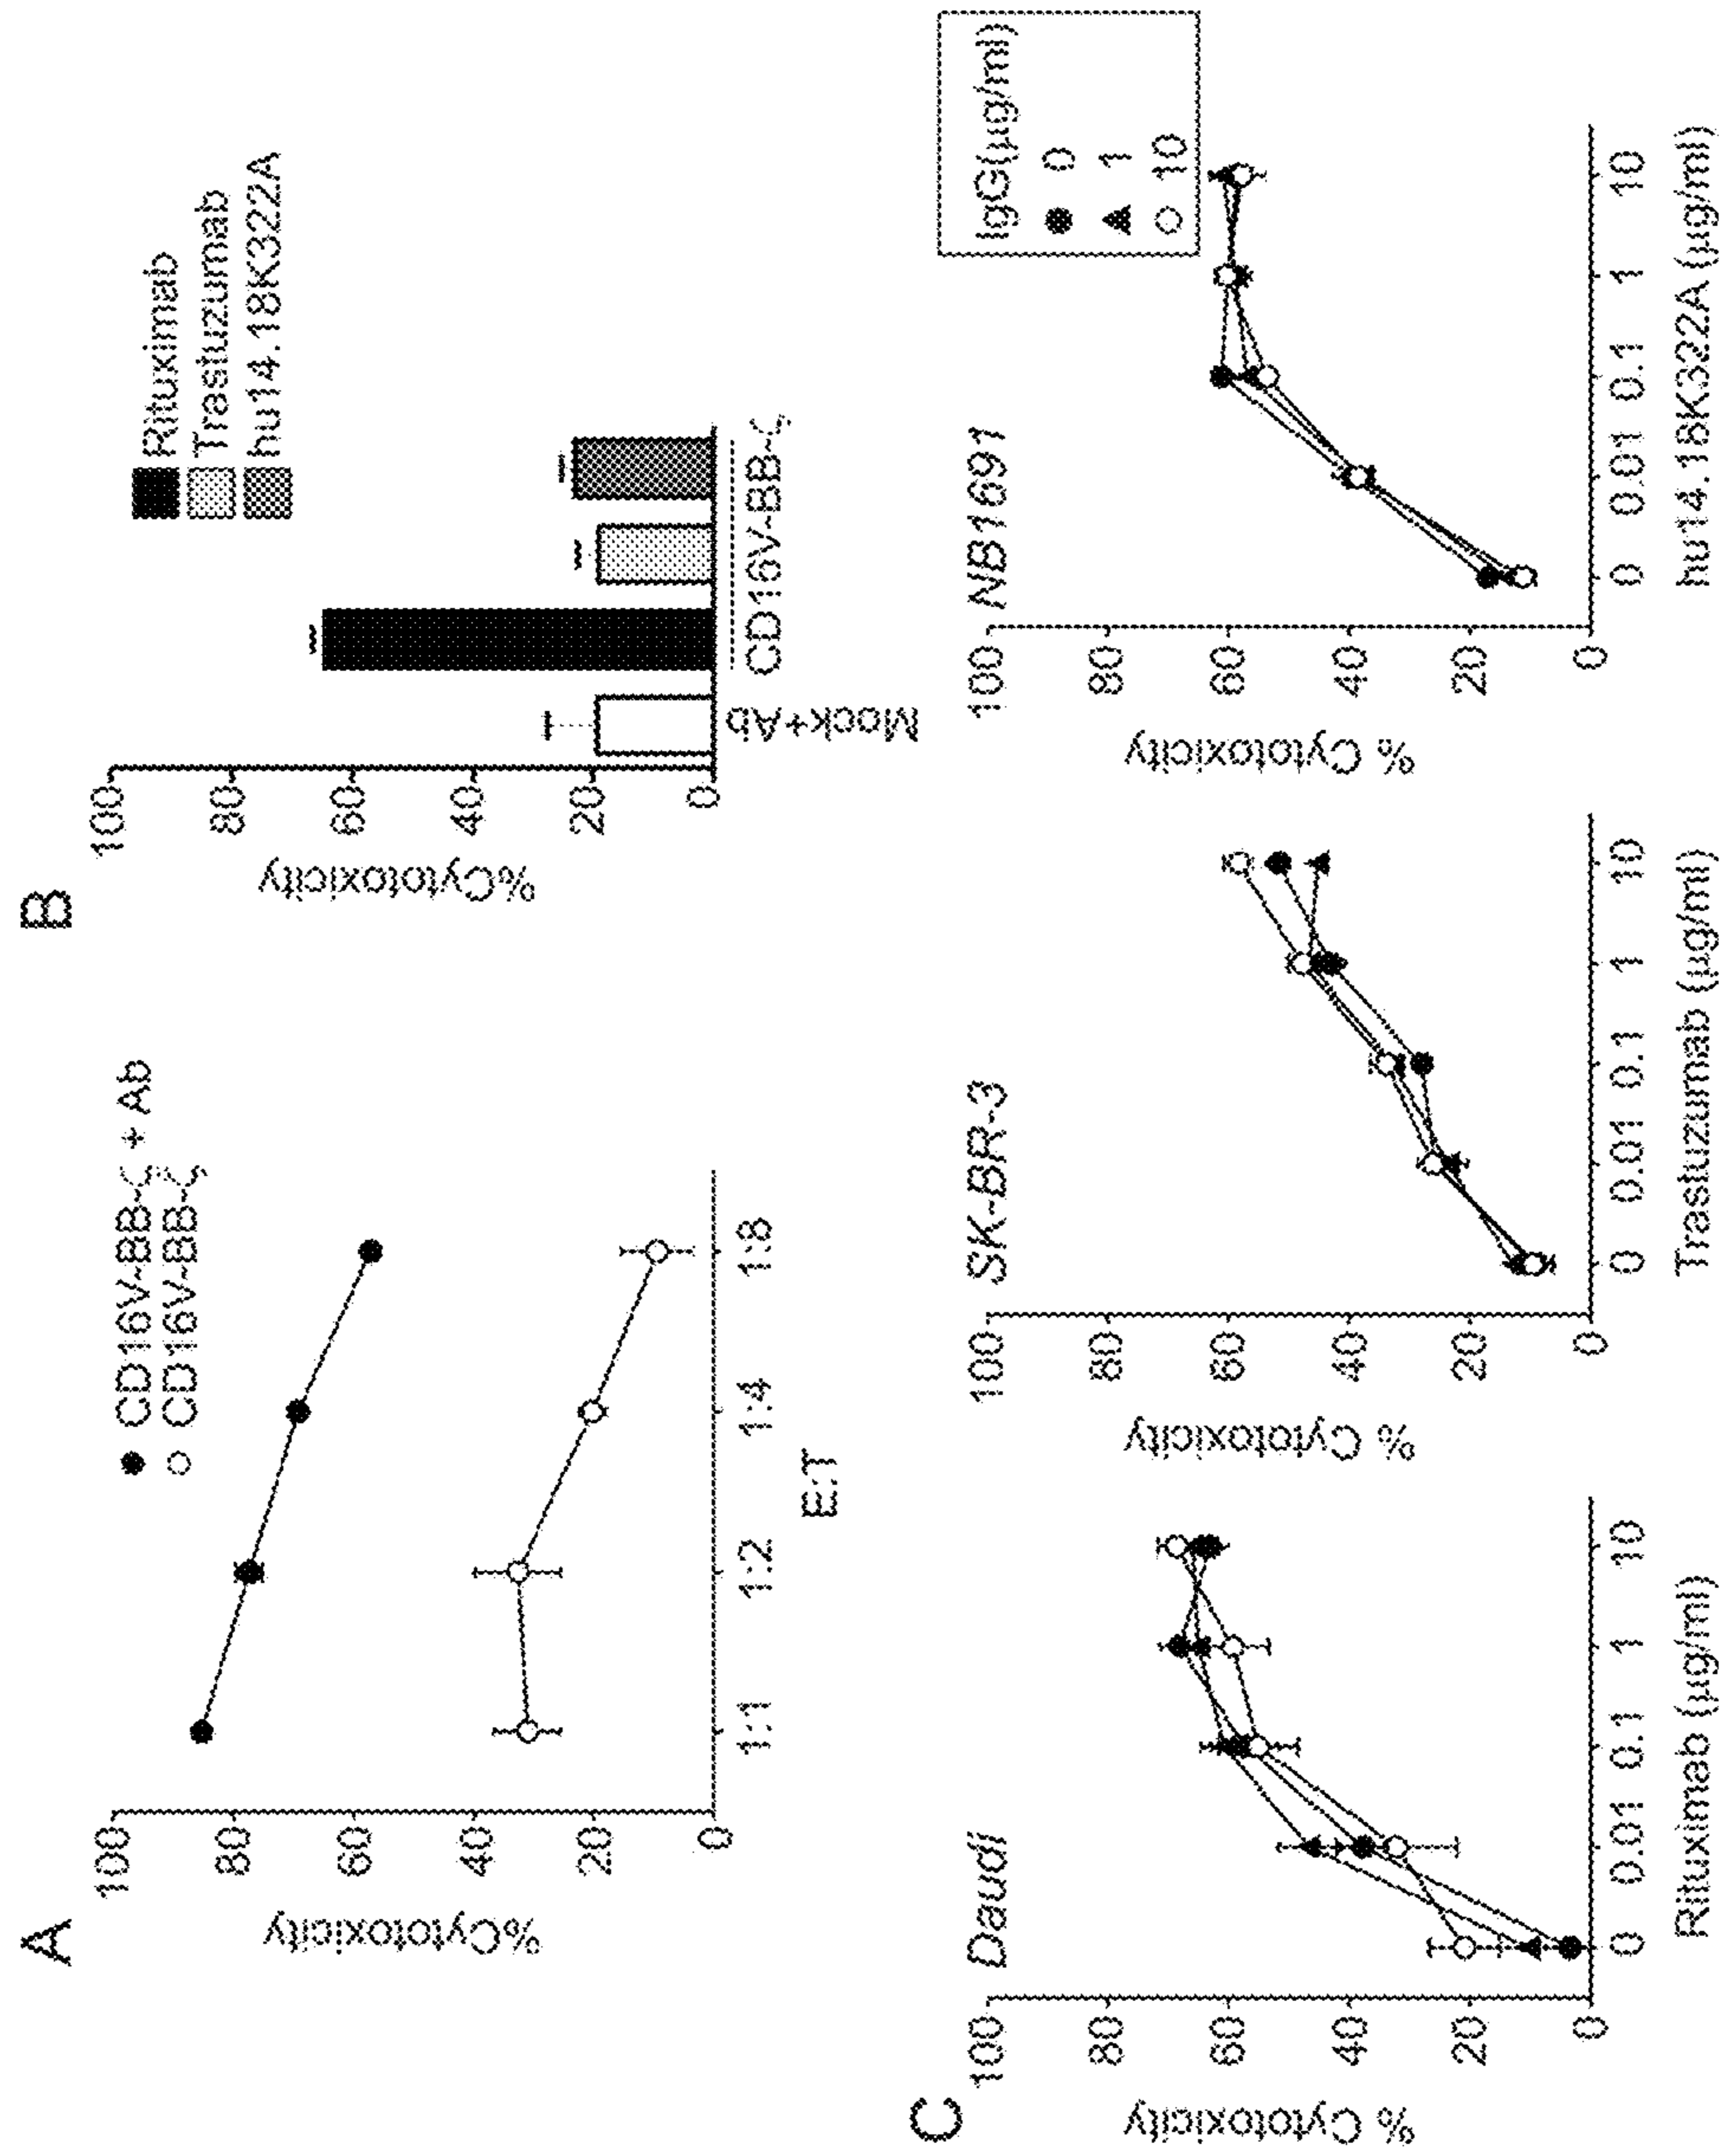 A
● CD16V-BB-ζ + Ab
○ CD16V-BB-ζ
%Cytotoxicity
100
80
60
40
20
0
1:1 1:2 1:4 1:8
E:T
B
Rituximab
Trastuzumab
hu14.18K322A
%Cytotoxicity
100
80
60
40
20
0
Mock+Ab
CD16V-BB-ζ
C
Daudi
% Cytotoxicity
100
80
60
40
20
0
0 0.01 0.1 1 10
Rituximab (µg/ml)
SK-BR-3
% Cytotoxicity
100
80
60
40
20
0
0 0.01 0.1 1 10
Trastuzumab (µg/ml)
NB1691
% Cytotoxicity
100
80
60
40
20
0
0 0.01 0.1 1 10
hu14.18K322A (µg/ml)
IgG(µg/ml)
● 0
▲ 1
○ 10